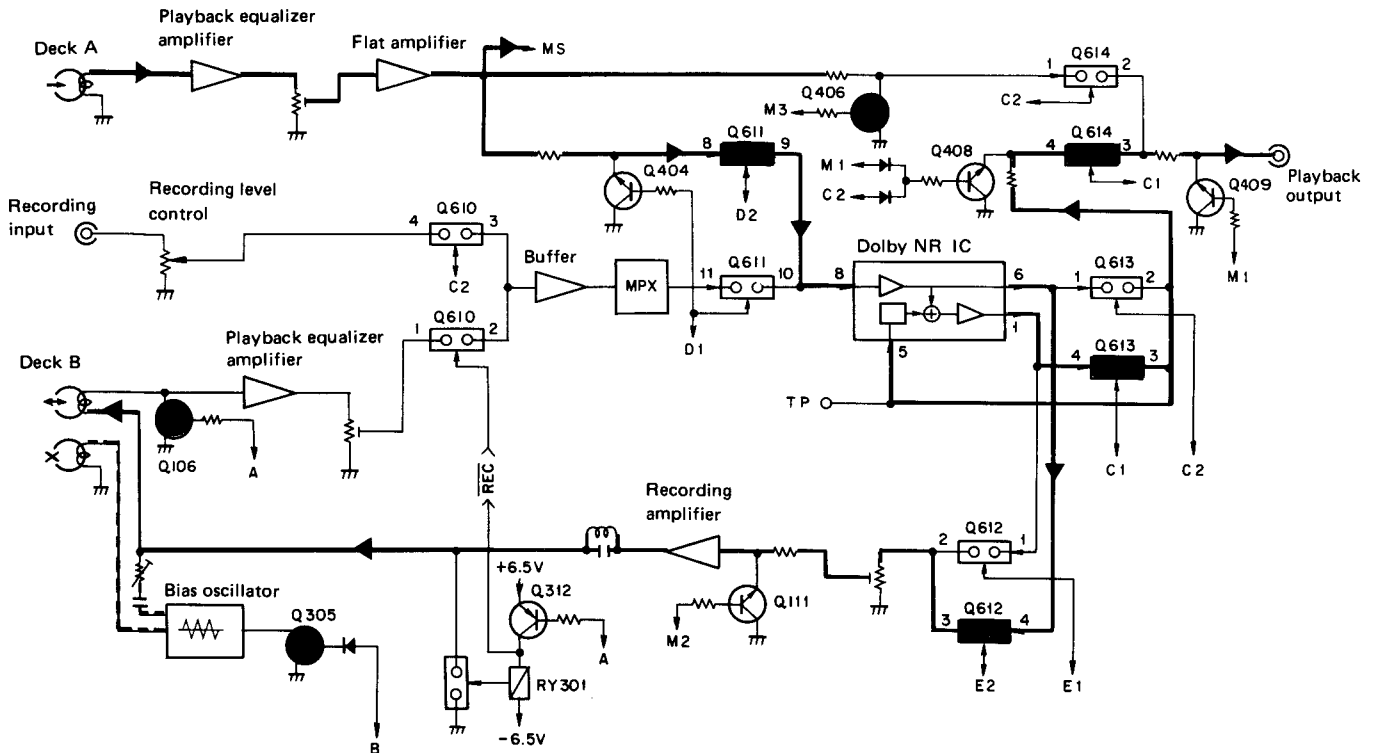 Playback equalizer
amplifier
Deck A
Flat amplifier
MS
Q614
1
2
C2
Q406
M3
Q611
8
9
D2
Q404
M1
C2
Q408
Q614
4
3
C1
Q409
M1
Playback
output
Recording level
control
Recording
input
Q610
4
3
C2
Buffer
MPX
Q611
11
10
D1
Dolby NR IC
8
6
1
5
Q613
1
2
Q613
4
3
C1
C2
TP
Q610
1
2
Playback equalizer
amplifier
Deck B
Q106
A
REC
Recording
amplifier
Q612
2
1
Q612
3
4
E2
E1
+6.5V
Q312
A
M2
Q111
Bias oscillator
Q305
B
RY301
-6.5V